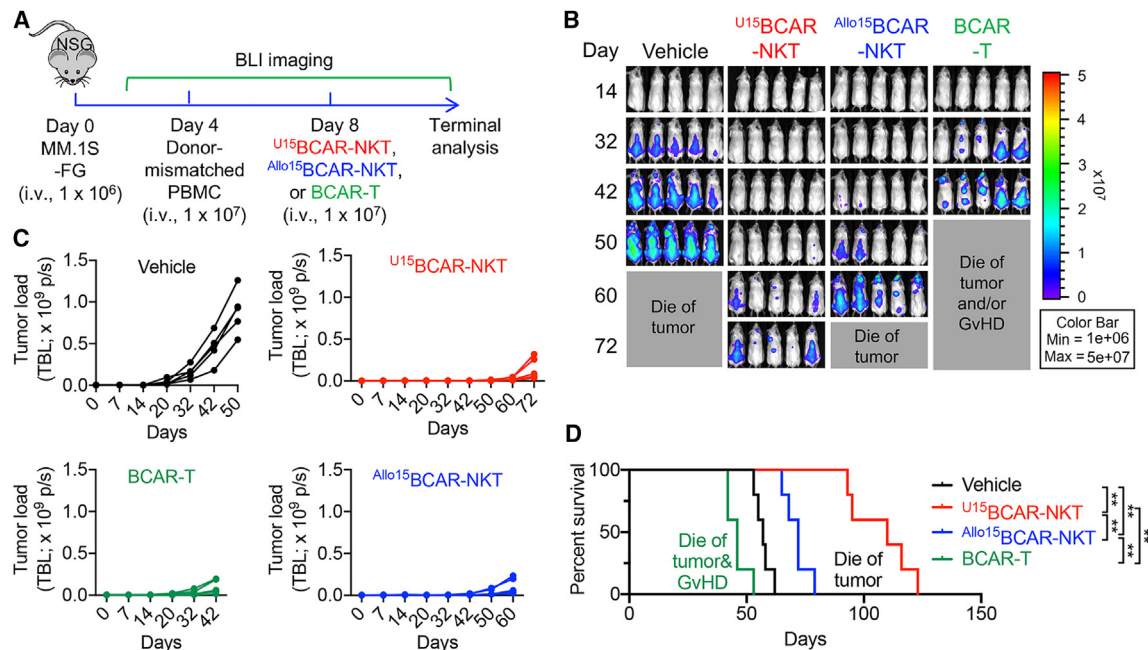 A
NSG
BLI imaging
Day 0
MM.1S
-FG
(i.v., 1 x 10⁶)
Day 4
Donor-
mismatched
PBMC
(i.v., 1 x 10⁷)
Day 8
U15BCAR-NKT,
Allo15BCAR-NKT,
or BCAR-T
(i.v., 1 x 10⁷)
Terminal
analysis
B
Day
Vehicle
U15BCAR
-NKT
Allo15BCAR
-NKT
BCAR
-T
14
32
42
50
60
72
Die of
tumor
Die of
tumor
Die of
tumor
and/or
GvHD
5
4
3
2
1
0
x10⁷
Color Bar
Min = 1e+06
Max = 5e+07
C
Vehicle
Tumor load
(TBL; x 10⁹ p/s)
1.5
1.0
0.5
0.0
0 7 14 20 32 42 50
Days
U15BCAR-NKT
Tumor load
(TBL; x 10⁹ p/s)
1.5
1.0
0.5
0.0
0 7 14 20 32 42 50 60 72
Days
BCAR-T
Tumor load
(TBL; x 10⁹ p/s)
1.5
1.0
0.5
0.0
0 7 14 20 32 42
Days
Allo15BCAR-NKT
Tumor load
(TBL; x 10⁹ p/s)
1.5
1.0
0.5
0.0
0 7 14 20 32 42 50 60
Days
D
Percent survival
100
50
0
0 50 100 150
Days
Die of
tumor&
GvHD
Die of
tumor
Vehicle
U15BCAR-NKT
Allo15BCAR-NKT
BCAR-T
**
**
**
**
**